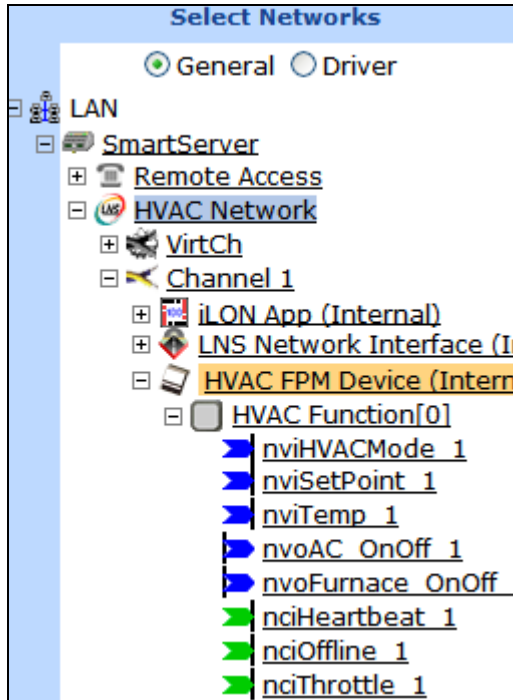 Select Networks
General Driver
LAN
SmartServer
Remote Access
HVAC Network
VirtCh
Channel 1
iLON App (Internal)
LNS Network Interface (I
HVAC FPM Device (Intern
HVAC Function[0]
nviHVACMode_1
nviSetPoint_1
nviTemp_1
nvoAC_OnOff_1
nvoFurnace_OnOff_
nciHeartbeat_1
nciOffline_1
nciThrottle_1